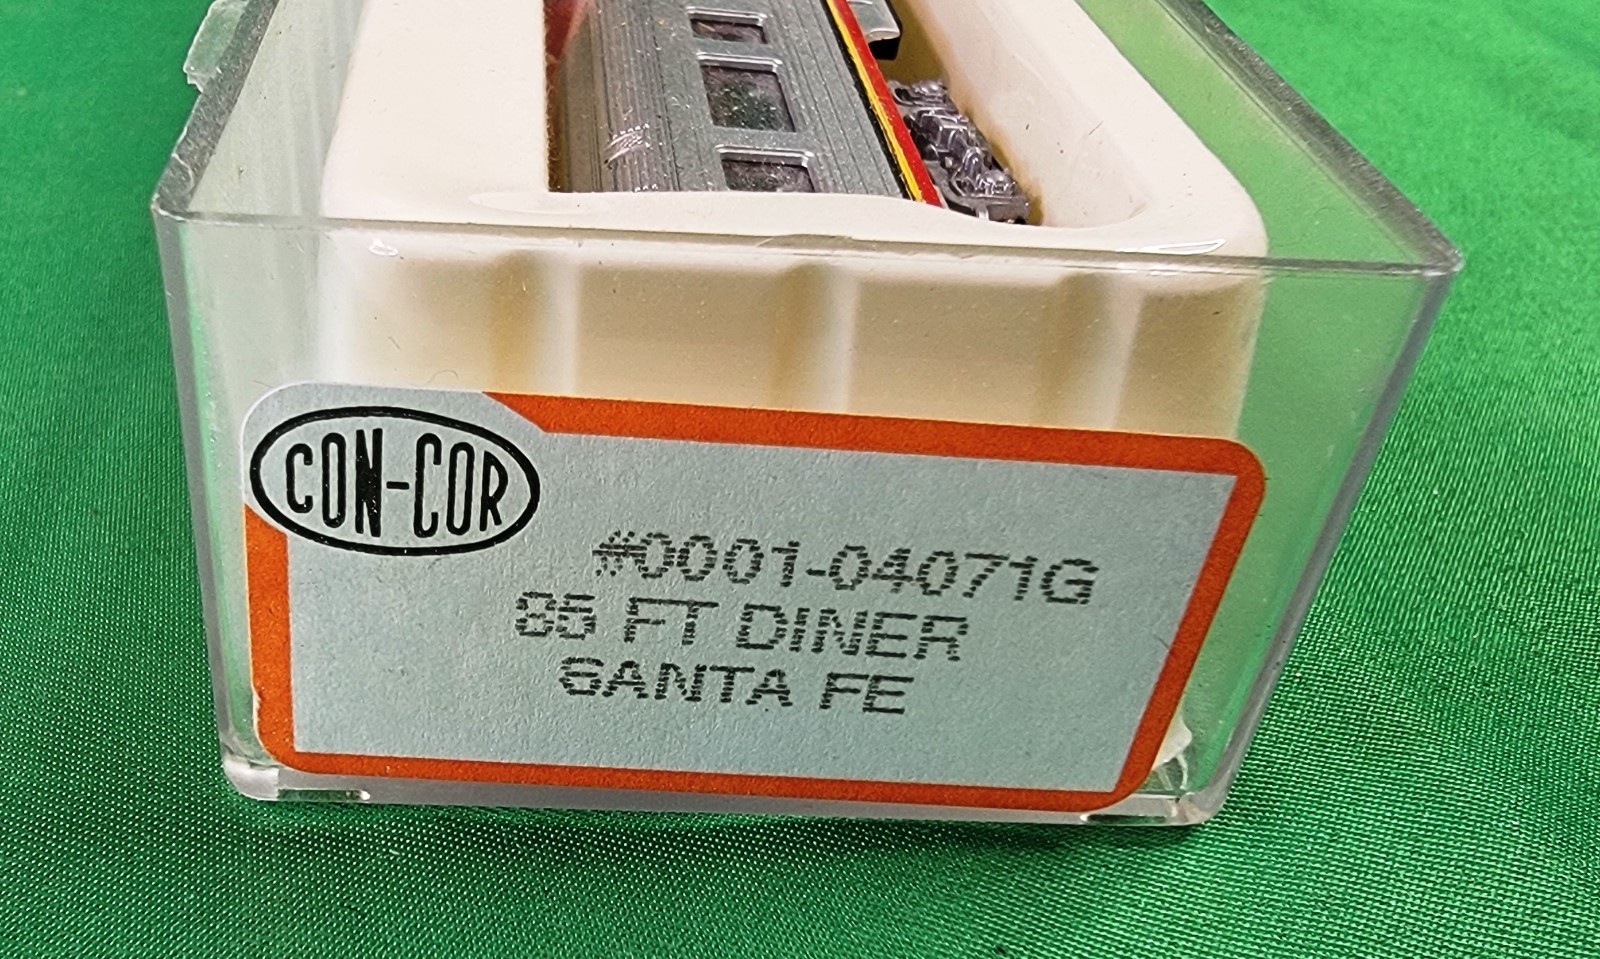 CON-COR
#0001-04071G
85 FT DINER
SANTA FE